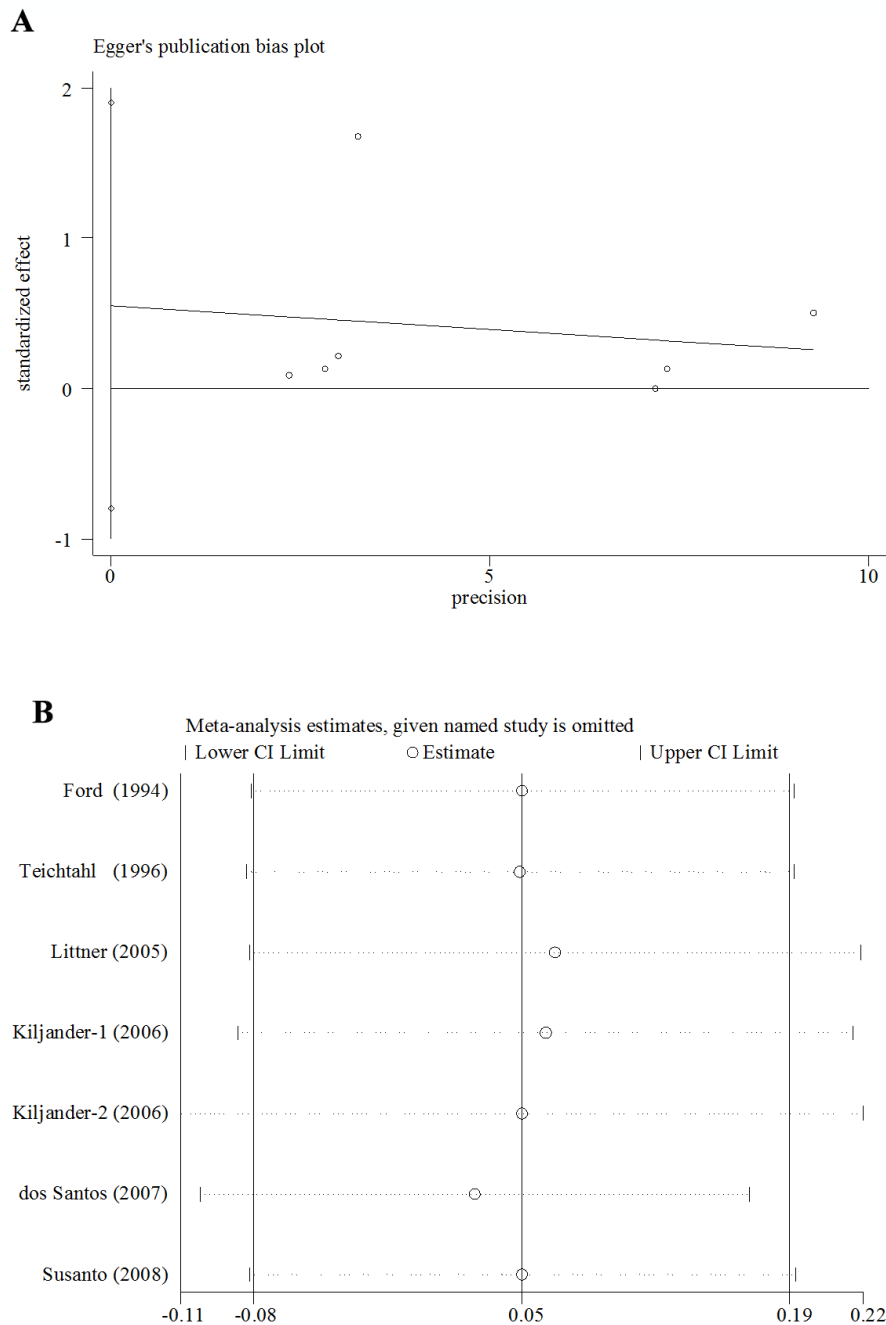 A
Egger's publication bias plot
standardized effect
2
1
0
-1
0 5 10
precision
B
Meta-analysis estimates, given named study is omitted
Lower CI Limit Estimate Upper CI Limit
Ford (1994)
Teichtahl (1996)
Littner (2005)
Kiljander-1 (2006)
Kiljander-2 (2006)
dos Santos (2007)
Susanto (2008)
-0.11 -0.08 0.05 0.19 0.22